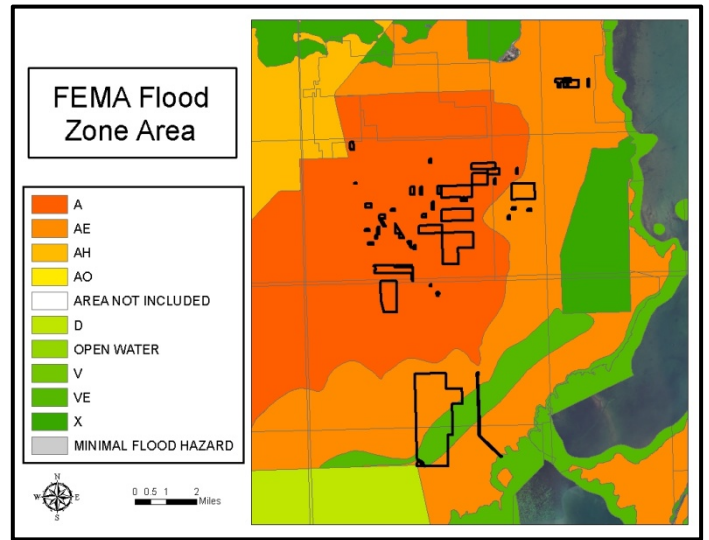 FEMA Flood
Zone Area
A
AE
AH
AO
AREA NOT INCLUDED
D
OPEN WATER
V
VE
X
MINIMAL FLOOD HAZARD
N
W E
S
0 0.5 1 2
Miles